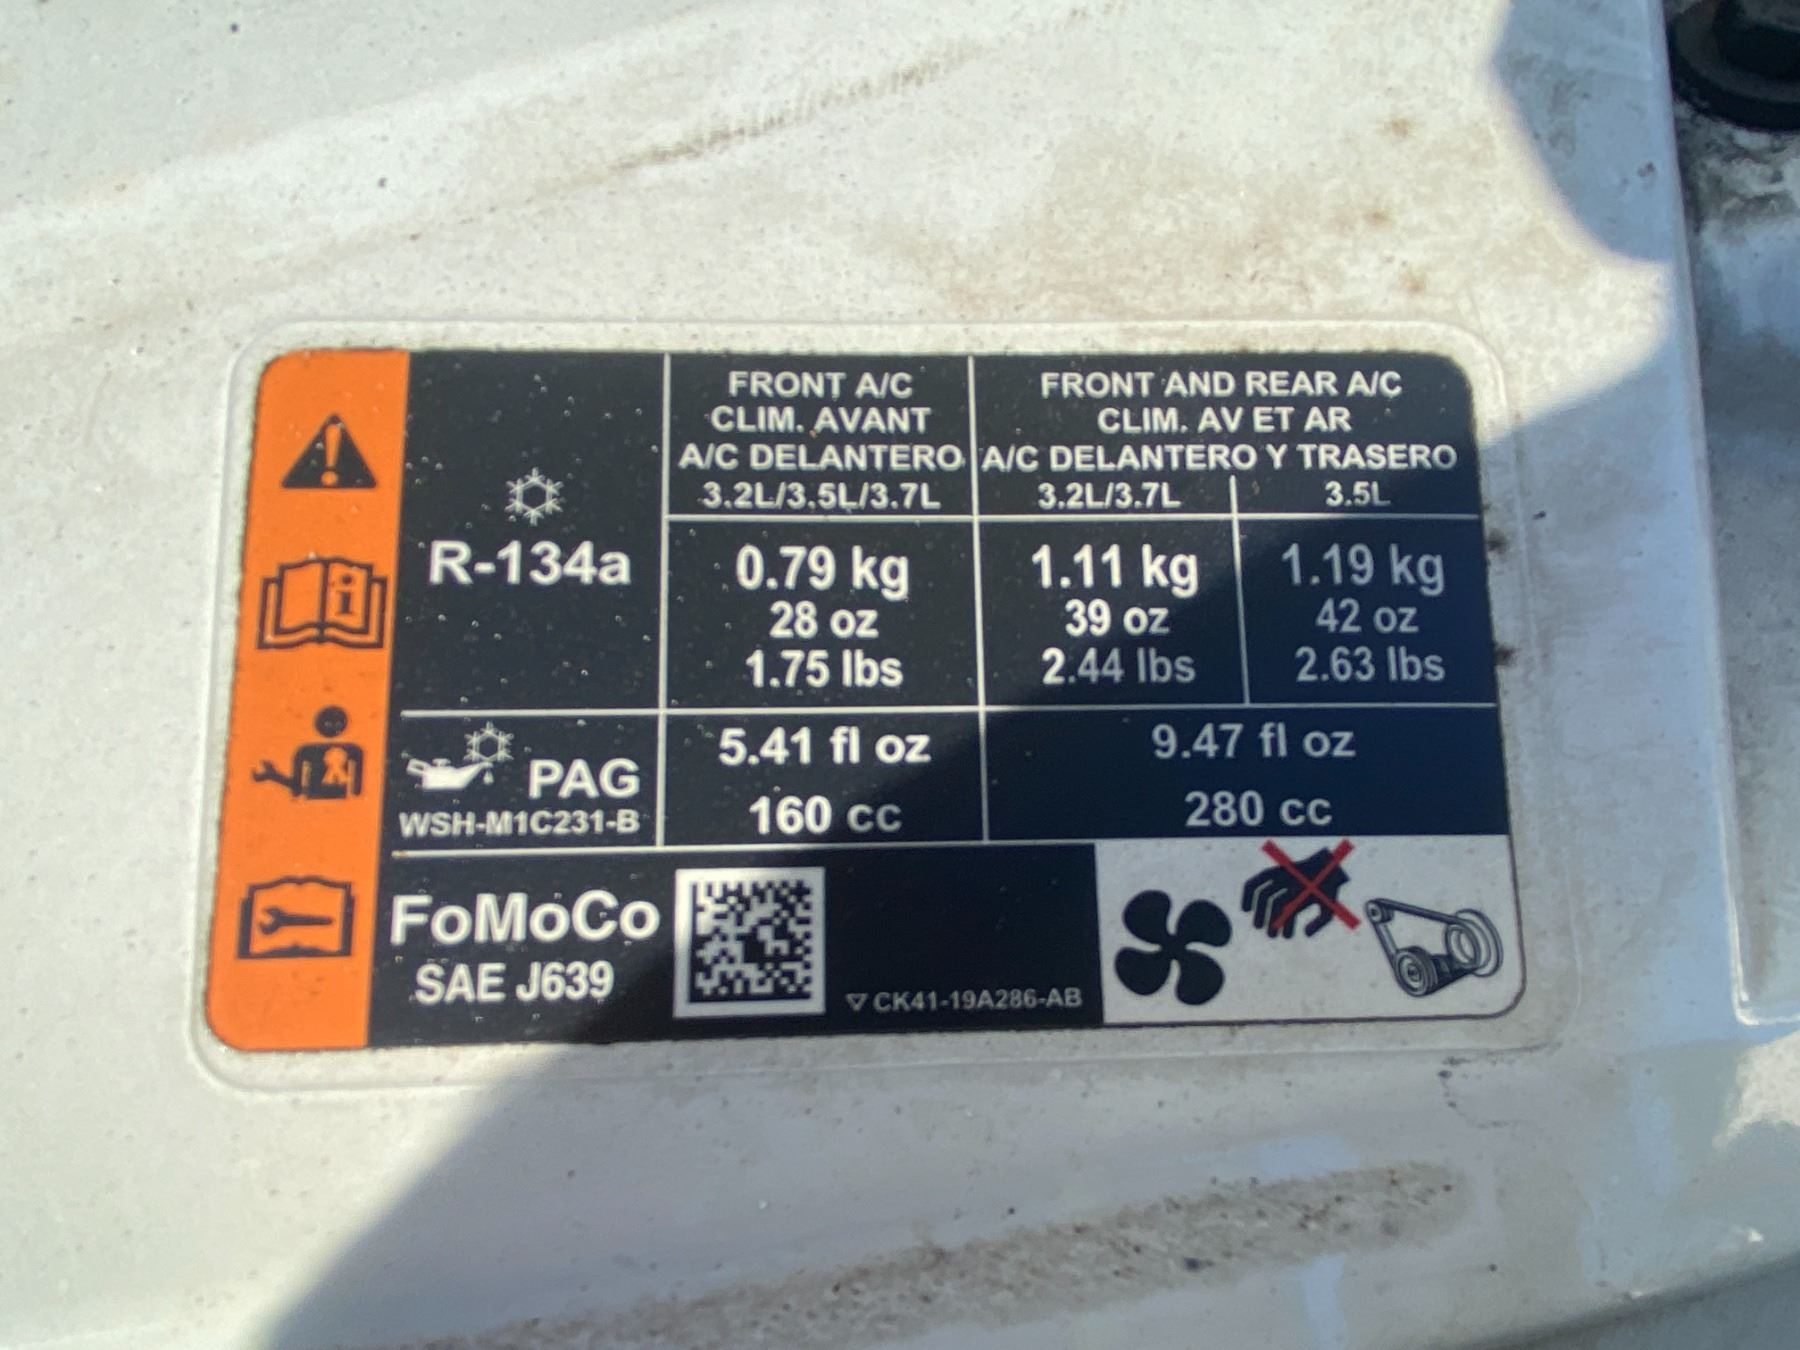 FRONT A/C
CLIM. AVANT
A/C DELANTERO
3.2L/3.5L/3.7L
FRONT AND REAR A/C
CLIM. AV ET AR
A/C DELANTERO Y TRASERO
3.2L/3.7L
3.5L
R-134a
0.79 kg
28 oz
1.75 lbs
1.11 kg
39 oz
2.44 lbs
1.19 kg
42 oz
2.63 lbs
PAG
WSH-M1C231-B
5.41 fl oz
160 cc
9.47 fl oz
280 cc
FoMoCo
SAE J639
CK41-19A286-AB